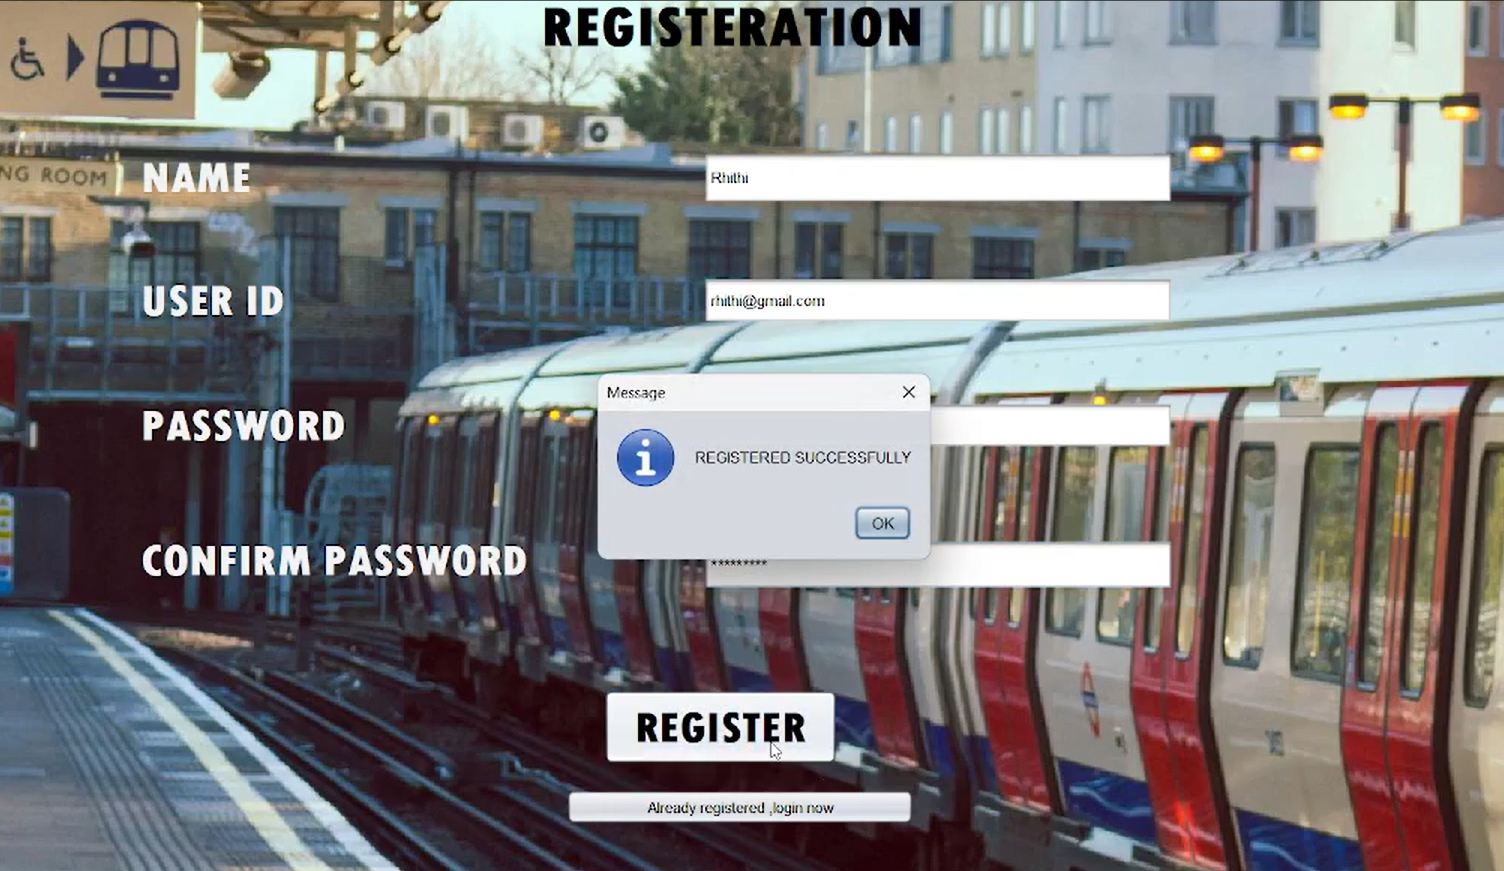 REGISTERATION
NG ROOM
NAME
Rhithi
USER ID
rhithi@gmail.com
Message
PASSWORD
REGISTERED SUCCESSFULLY
OK
CONFIRM PASSWORD
*********
REGISTER
Already registered ,login now